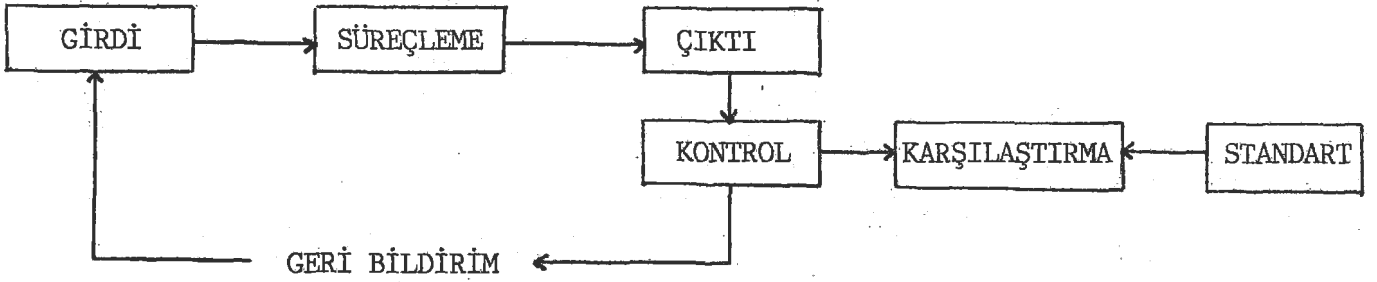 GİRDİ SÜREÇLEME ÇIKTI
KONTROL KARŞILAŞTIRMA STANDART
GERİ BİLDİRİM